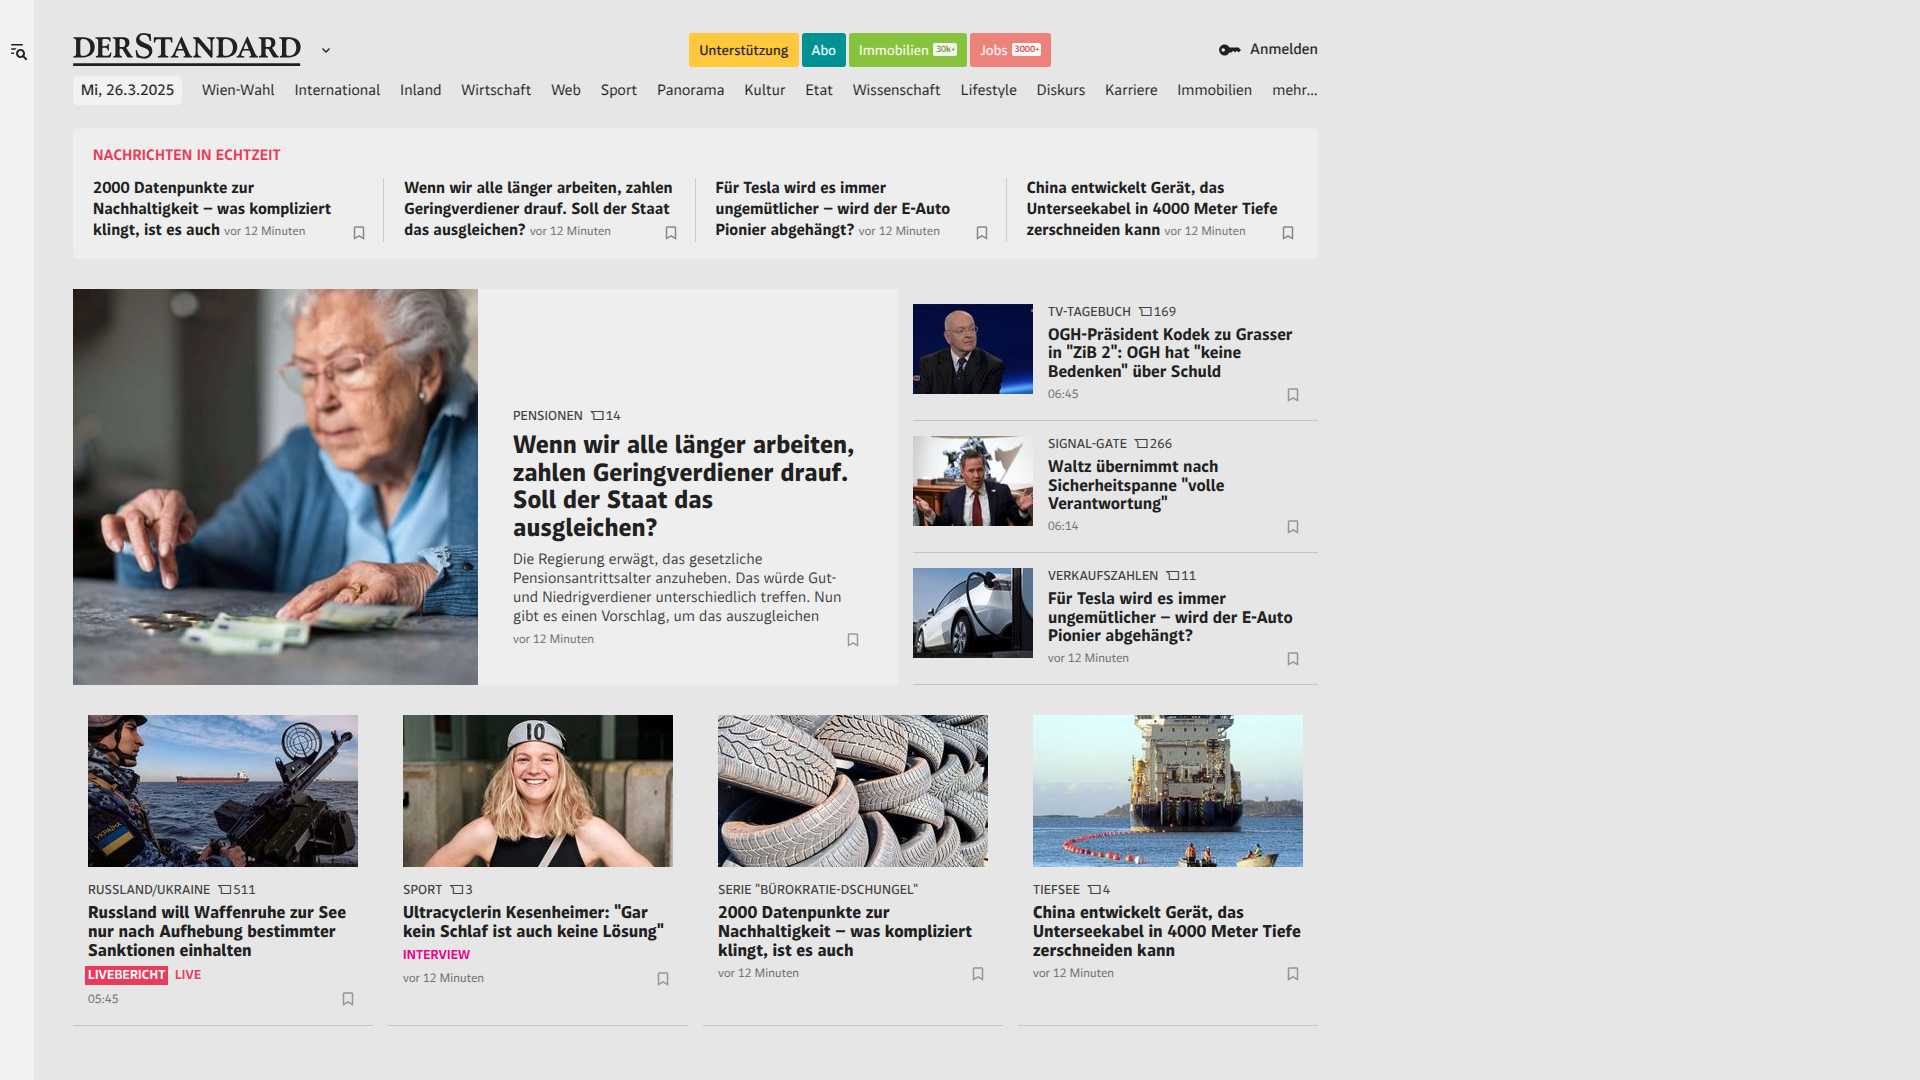 DERSTANDARD
Unterstützung
Abo
Immobilien 30k+
Jobs 3000+
Anmelden
Mi, 26.3.2025
Wien-Wahl
International
Inland
Wirtschaft
Web
Sport
Panorama
Kultur
Etat
Wissenschaft
Lifestyle
Diskurs
Karriere
Immobilien
mehr...
NACHRICHTEN IN ECHTZEIT
2000 Datenpunkte zur
Nachhaltigkeit – was kompliziert
klingt, ist es auch vor 12 Minuten
Wenn wir alle länger arbeiten, zahlen
Geringverdiener drauf. Soll der Staat
das ausgleichen? vor 12 Minuten
Für Tesla wird es immer
ungemütlicher – wird der E-Auto
Pionier abgehängt? vor 12 Minuten
China entwickelt Gerät, das
Unterseekabel in 4000 Meter Tiefe
zerschneiden kann vor 12 Minuten
PENSIONEN 14
Wenn wir alle länger arbeiten,
zahlen Geringverdiener drauf.
Soll der Staat das
ausgleichen?
Die Regierung erwägt, das gesetzliche
Pensionsantrittsalter anzuheben. Das würde Gut-
und Niedrigverdiener unterschiedlich treffen. Nun
gibt es einen Vorschlag, um das auszugleichen
vor 12 Minuten
TV-TAGEBUCH 169
OGH-Präsident Kodek zu Grasser
in "ZiB 2": OGH hat "keine
Bedenken" über Schuld
06:45
SIGNAL-GATE 266
Waltz übernimmt nach
Sicherheitspanne "volle
Verantwortung"
06:14
VERKAUFSZAHLEN 11
Für Tesla wird es immer
ungemütlicher – wird der E-Auto
Pionier abgehängt?
vor 12 Minuten
УКРАЇНА
RUSSLAND/UKRAINE 511
Russland will Waffenruhe zur See
nur nach Aufhebung bestimmter
Sanktionen einhalten
LIVEBERICHT LIVE
05:45
10
SPORT 3
Ultracyclerin Kesenheimer: "Gar
kein Schlaf ist auch keine Lösung"
INTERVIEW
vor 12 Minuten
SERIE "BÜROKRATIE-DSCHUNGEL"
2000 Datenpunkte zur
Nachhaltigkeit – was kompliziert
klingt, ist es auch
vor 12 Minuten
TIEFSEE 4
China entwickelt Gerät, das
Unterseekabel in 4000 Meter Tiefe
zerschneiden kann
vor 12 Minuten